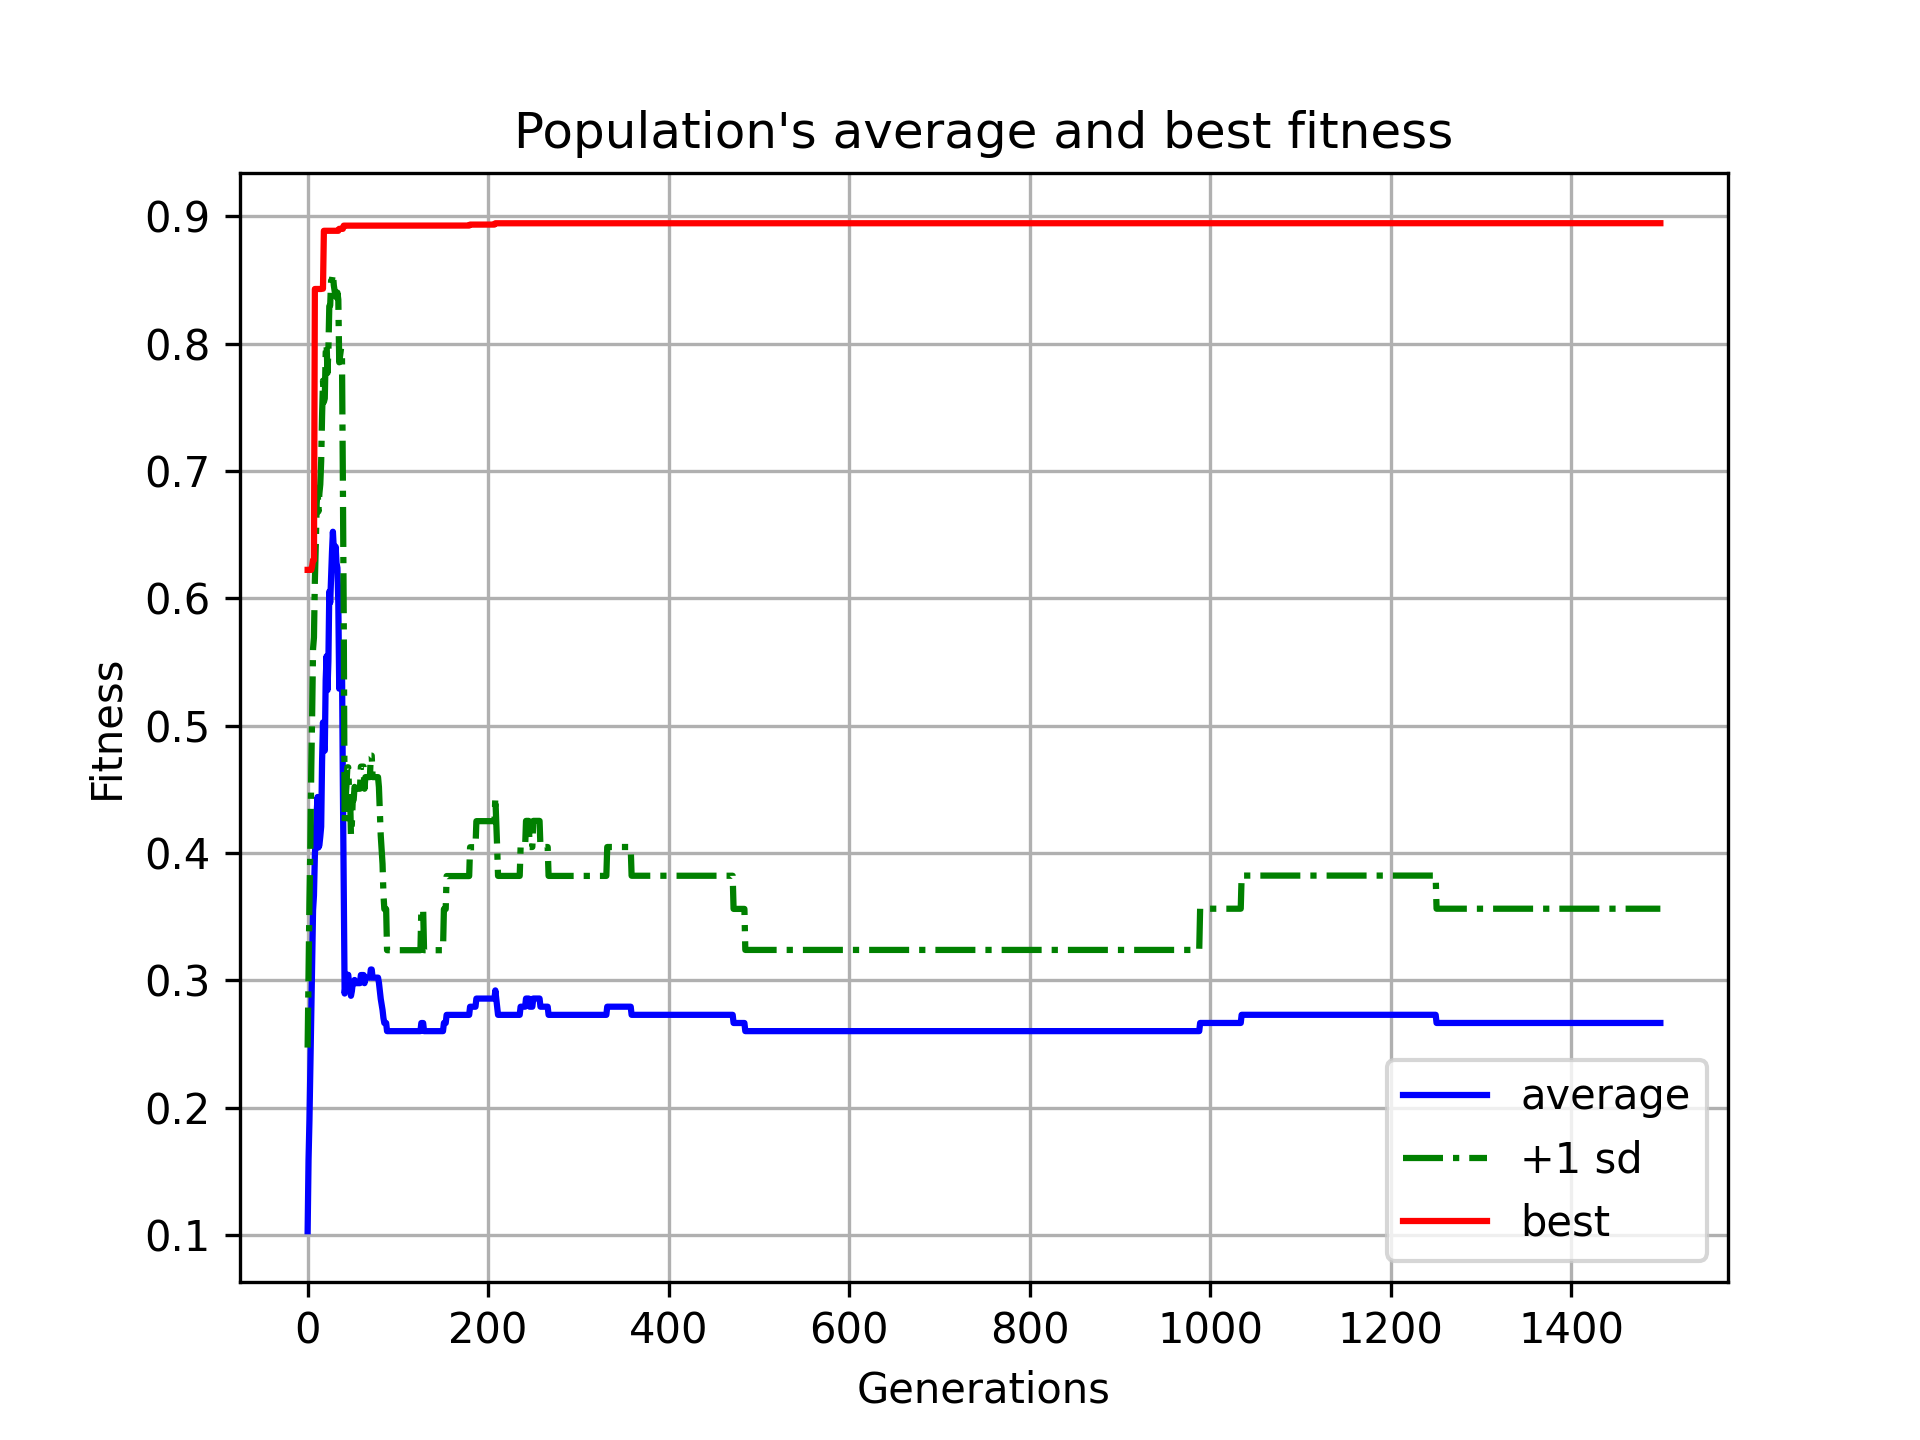 Population's average and best fitness
Fitness
0.9
0.8
0.7
0.6
0.5
0.4
0.3
0.2
0.1
average
+1 sd
best
0 200 400 600 800 1000 1200 1400
Generations